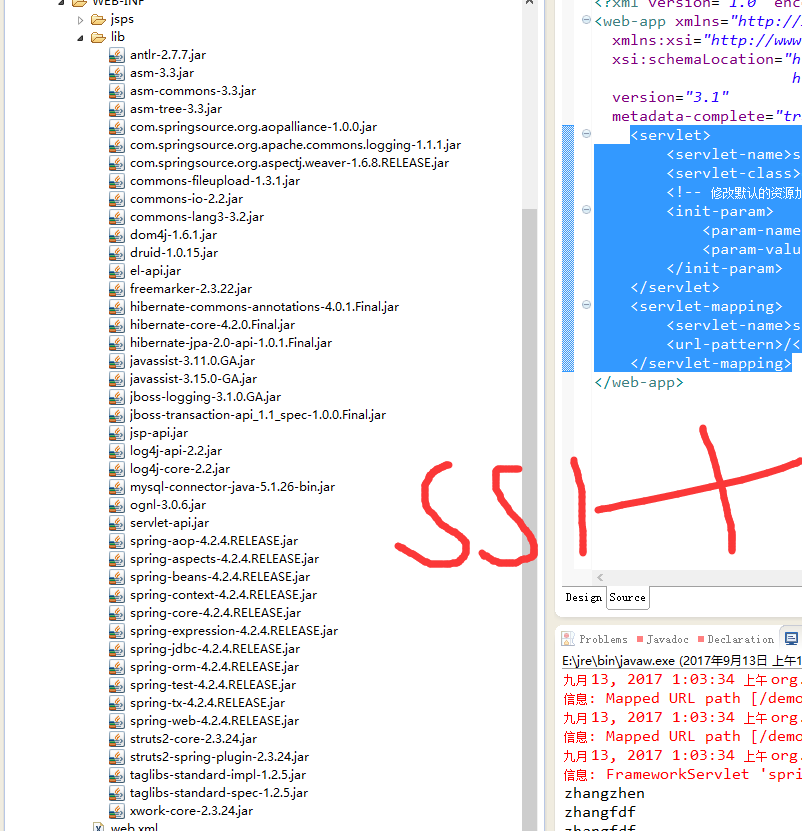 WEB-INF
jsps
lib
antlr-2.7.7.jar
asm-3.3.jar
asm-commons-3.3.jar
asm-tree-3.3.jar
com.springsource.org.aopalliance-1.0.0.jar
com.springsource.org.apache.commons.logging-1.1.1.jar
com.springsource.org.aspectj.weaver-1.6.8.RELEASE.jar
commons-fileupload-1.3.1.jar
commons-io-2.2.jar
commons-lang3-3.2.jar
dom4j-1.6.1.jar
druid-1.0.15.jar
el-api.jar
freemarker-2.3.22.jar
hibernate-commons-annotations-4.0.1.Final.jar
hibernate-core-4.2.0.Final.jar
hibernate-jpa-2.0-api-1.0.1.Final.jar
javassist-3.11.0.GA.jar
javassist-3.15.0-GA.jar
jboss-logging-3.1.0.GA.jar
jboss-transaction-api_1.1_spec-1.0.0.Final.jar
jsp-api.jar
log4j-api-2.2.jar
log4j-core-2.2.jar
mysql-connector-java-5.1.26-bin.jar
ognl-3.0.6.jar
servlet-api.jar
spring-aop-4.2.4.RELEASE.jar
spring-aspects-4.2.4.RELEASE.jar
spring-beans-4.2.4.RELEASE.jar
spring-context-4.2.4.RELEASE.jar
spring-core-4.2.4.RELEASE.jar
spring-expression-4.2.4.RELEASE.jar
spring-jdbc-4.2.4.RELEASE.jar
spring-orm-4.2.4.RELEASE.jar
spring-test-4.2.4.RELEASE.jar
spring-tx-4.2.4.RELEASE.jar
spring-web-4.2.4.RELEASE.jar
struts2-core-2.3.24.jar
struts2-spring-plugin-2.3.24.jar
taglibs-standard-impl-1.2.5.jar
taglibs-standard-spec-1.2.5.jar
xwork-core-2.3.24.jar
web.xml
<?xml version="1.0" enc
<web-app xmlns="http://
xmlns:xsi="http://www
xsi:schemaLocation="h
h
version="3.1"
metadata-complete="tr
<servlet>
<servlet-name>s
<servlet-class>
<!-- 修改默认的资源加
<init-param>
<param-name
<param-valu
</init-param>
</servlet>
<servlet-mapping>
<servlet-name>s
<url-pattern>/<
</servlet-mapping>
</web-app>
SSH
Design Source
Problems Javadoc Declaration
E:\jre\bin\javaw.exe (2017年9月13日 上午1
九月 13, 2017 1:03:34 上午 org.
信息: Mapped URL path [/demo
九月 13, 2017 1:03:34 上午 org.
信息: Mapped URL path [/demo
九月 13, 2017 1:03:34 上午 org.
信息: FrameworkServlet 'spri
zhangzhen
zhangfdf
zhangfdf